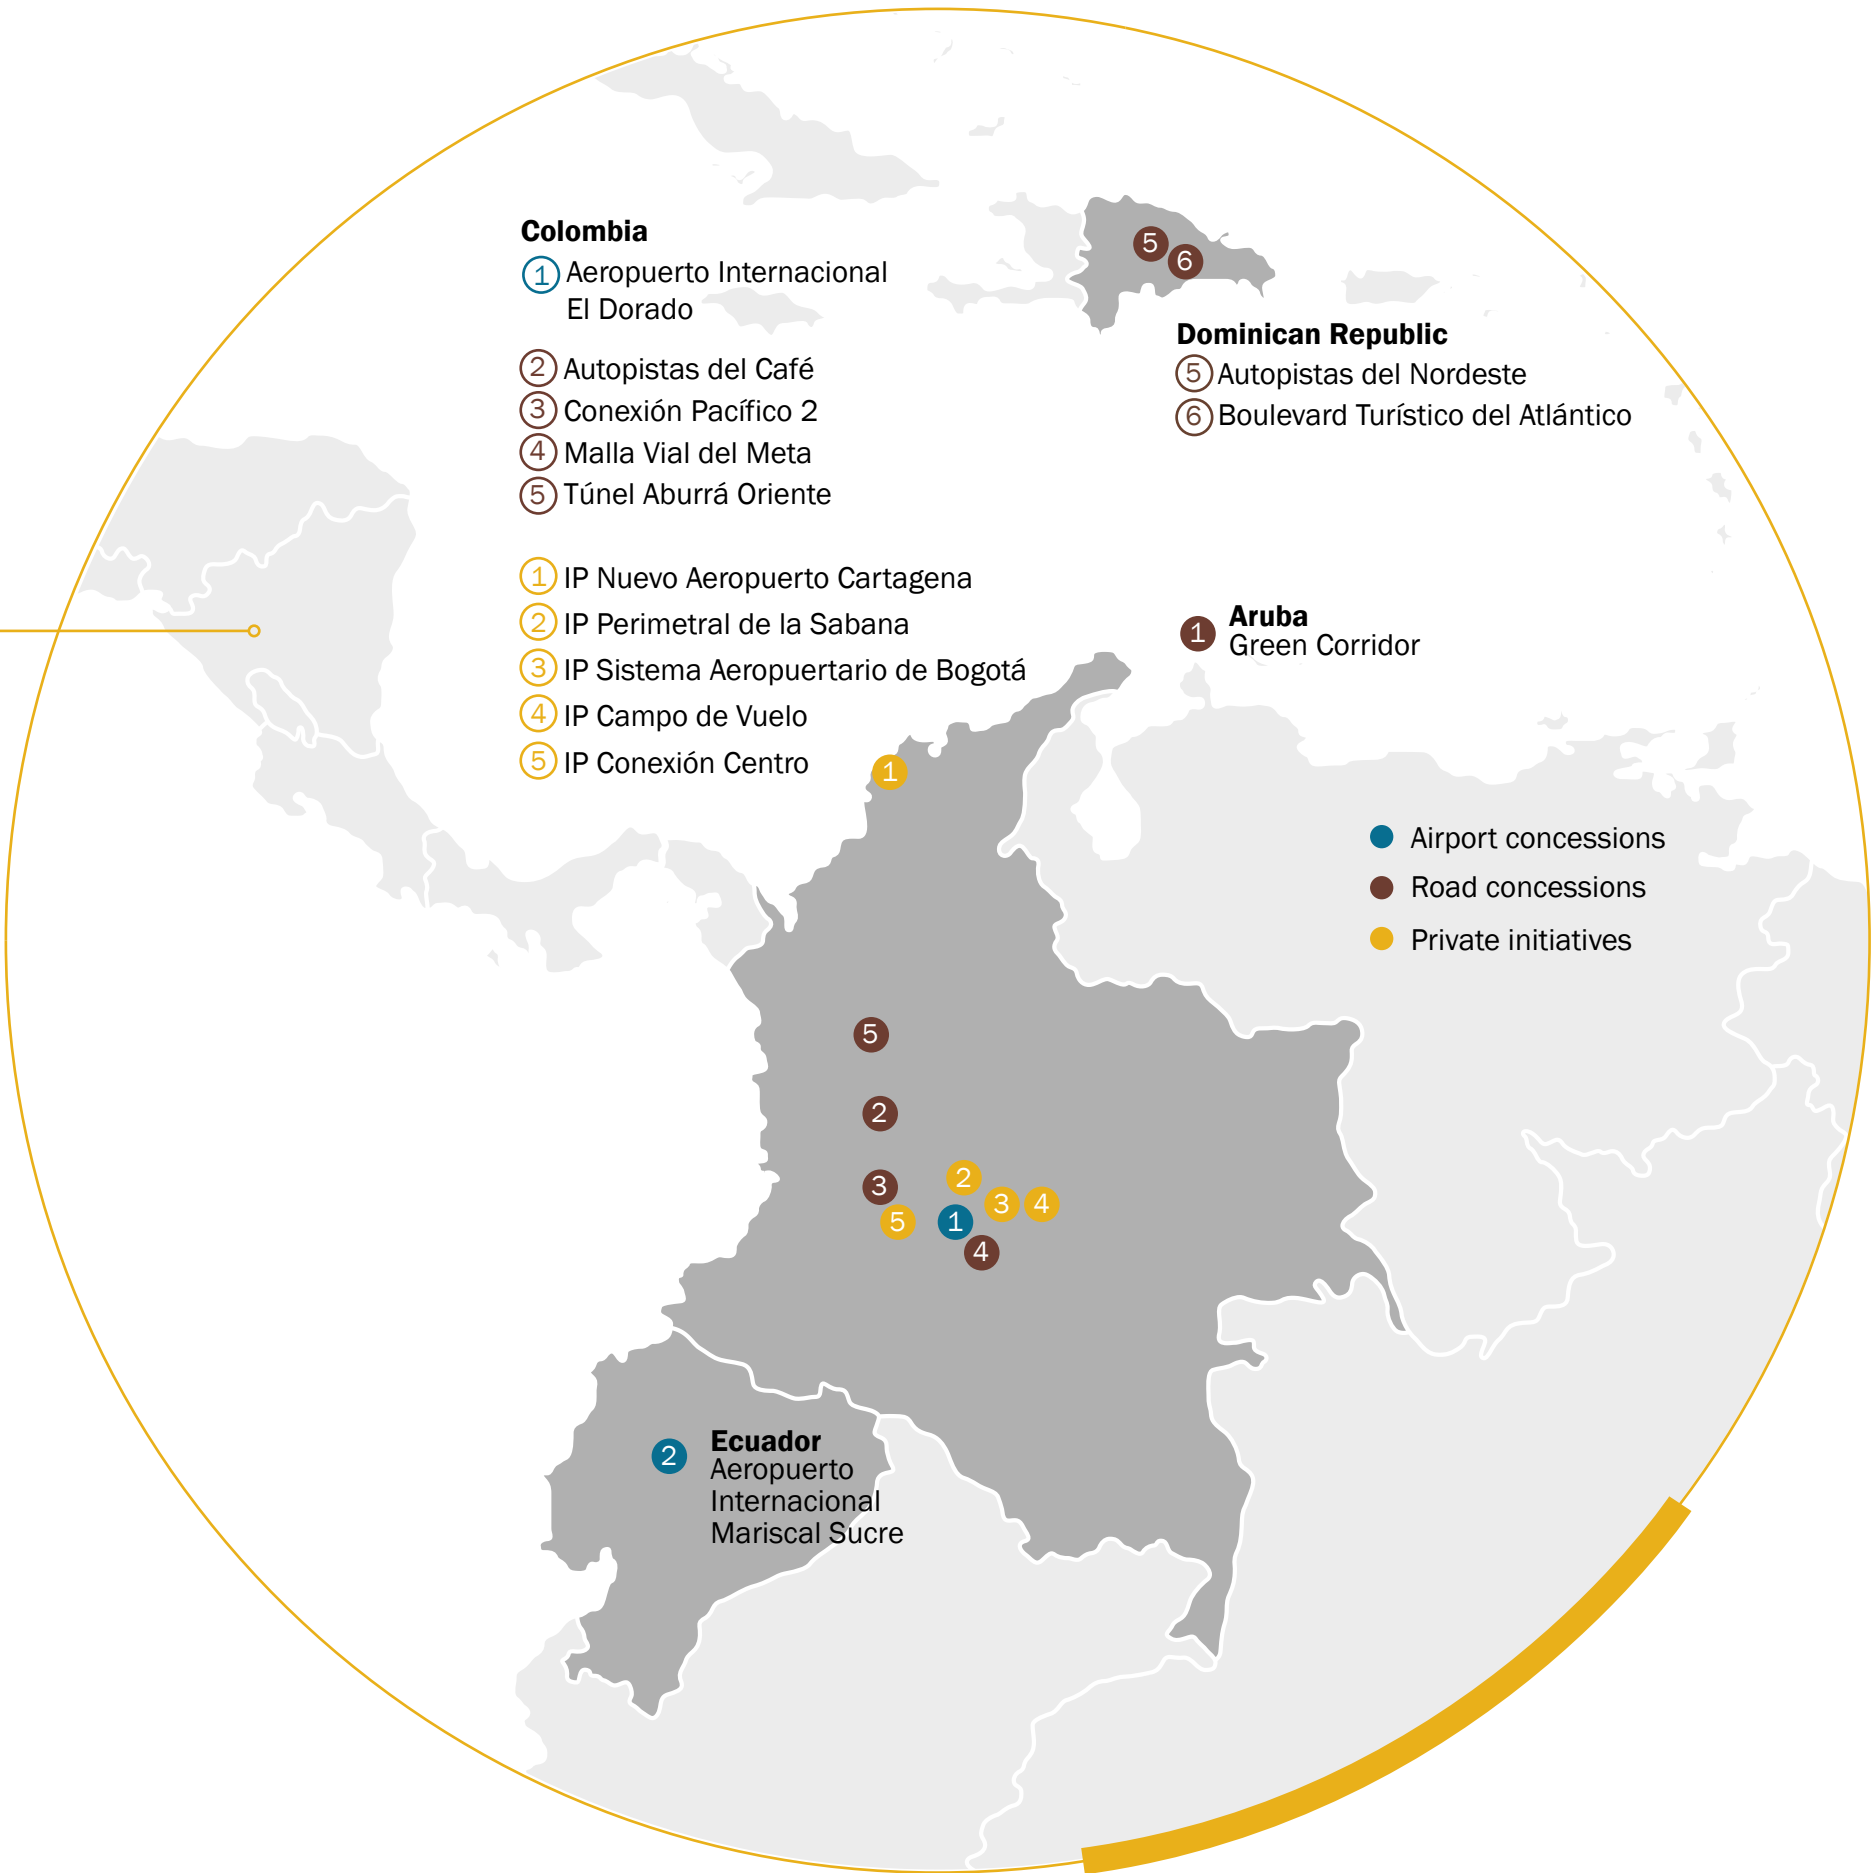 Colombia
1 Aeropuerto Internacional
El Dorado
2 Autopistas del Café
3 Conexión Pacífico 2
4 Malla Vial del Meta
5 Túnel Aburrá Oriente
1 IP Nuevo Aeropuerto Cartagena
2 IP Perimetral de la Sabana
3 IP Sistema Aeropuertario de Bogotá
4 IP Campo de Vuelo
5 IP Conexión Centro
5
6
Dominican Republic
5 Autopistas del Nordeste
6 Boulevard Turístico del Atlántico
1 Aruba
Green Corridor
1
Airport concessions
Road concessions
Private initiatives
5
2
3
2
3
4
5
1
4
2 Ecuador
Aeropuerto
Internacional
Mariscal Sucre